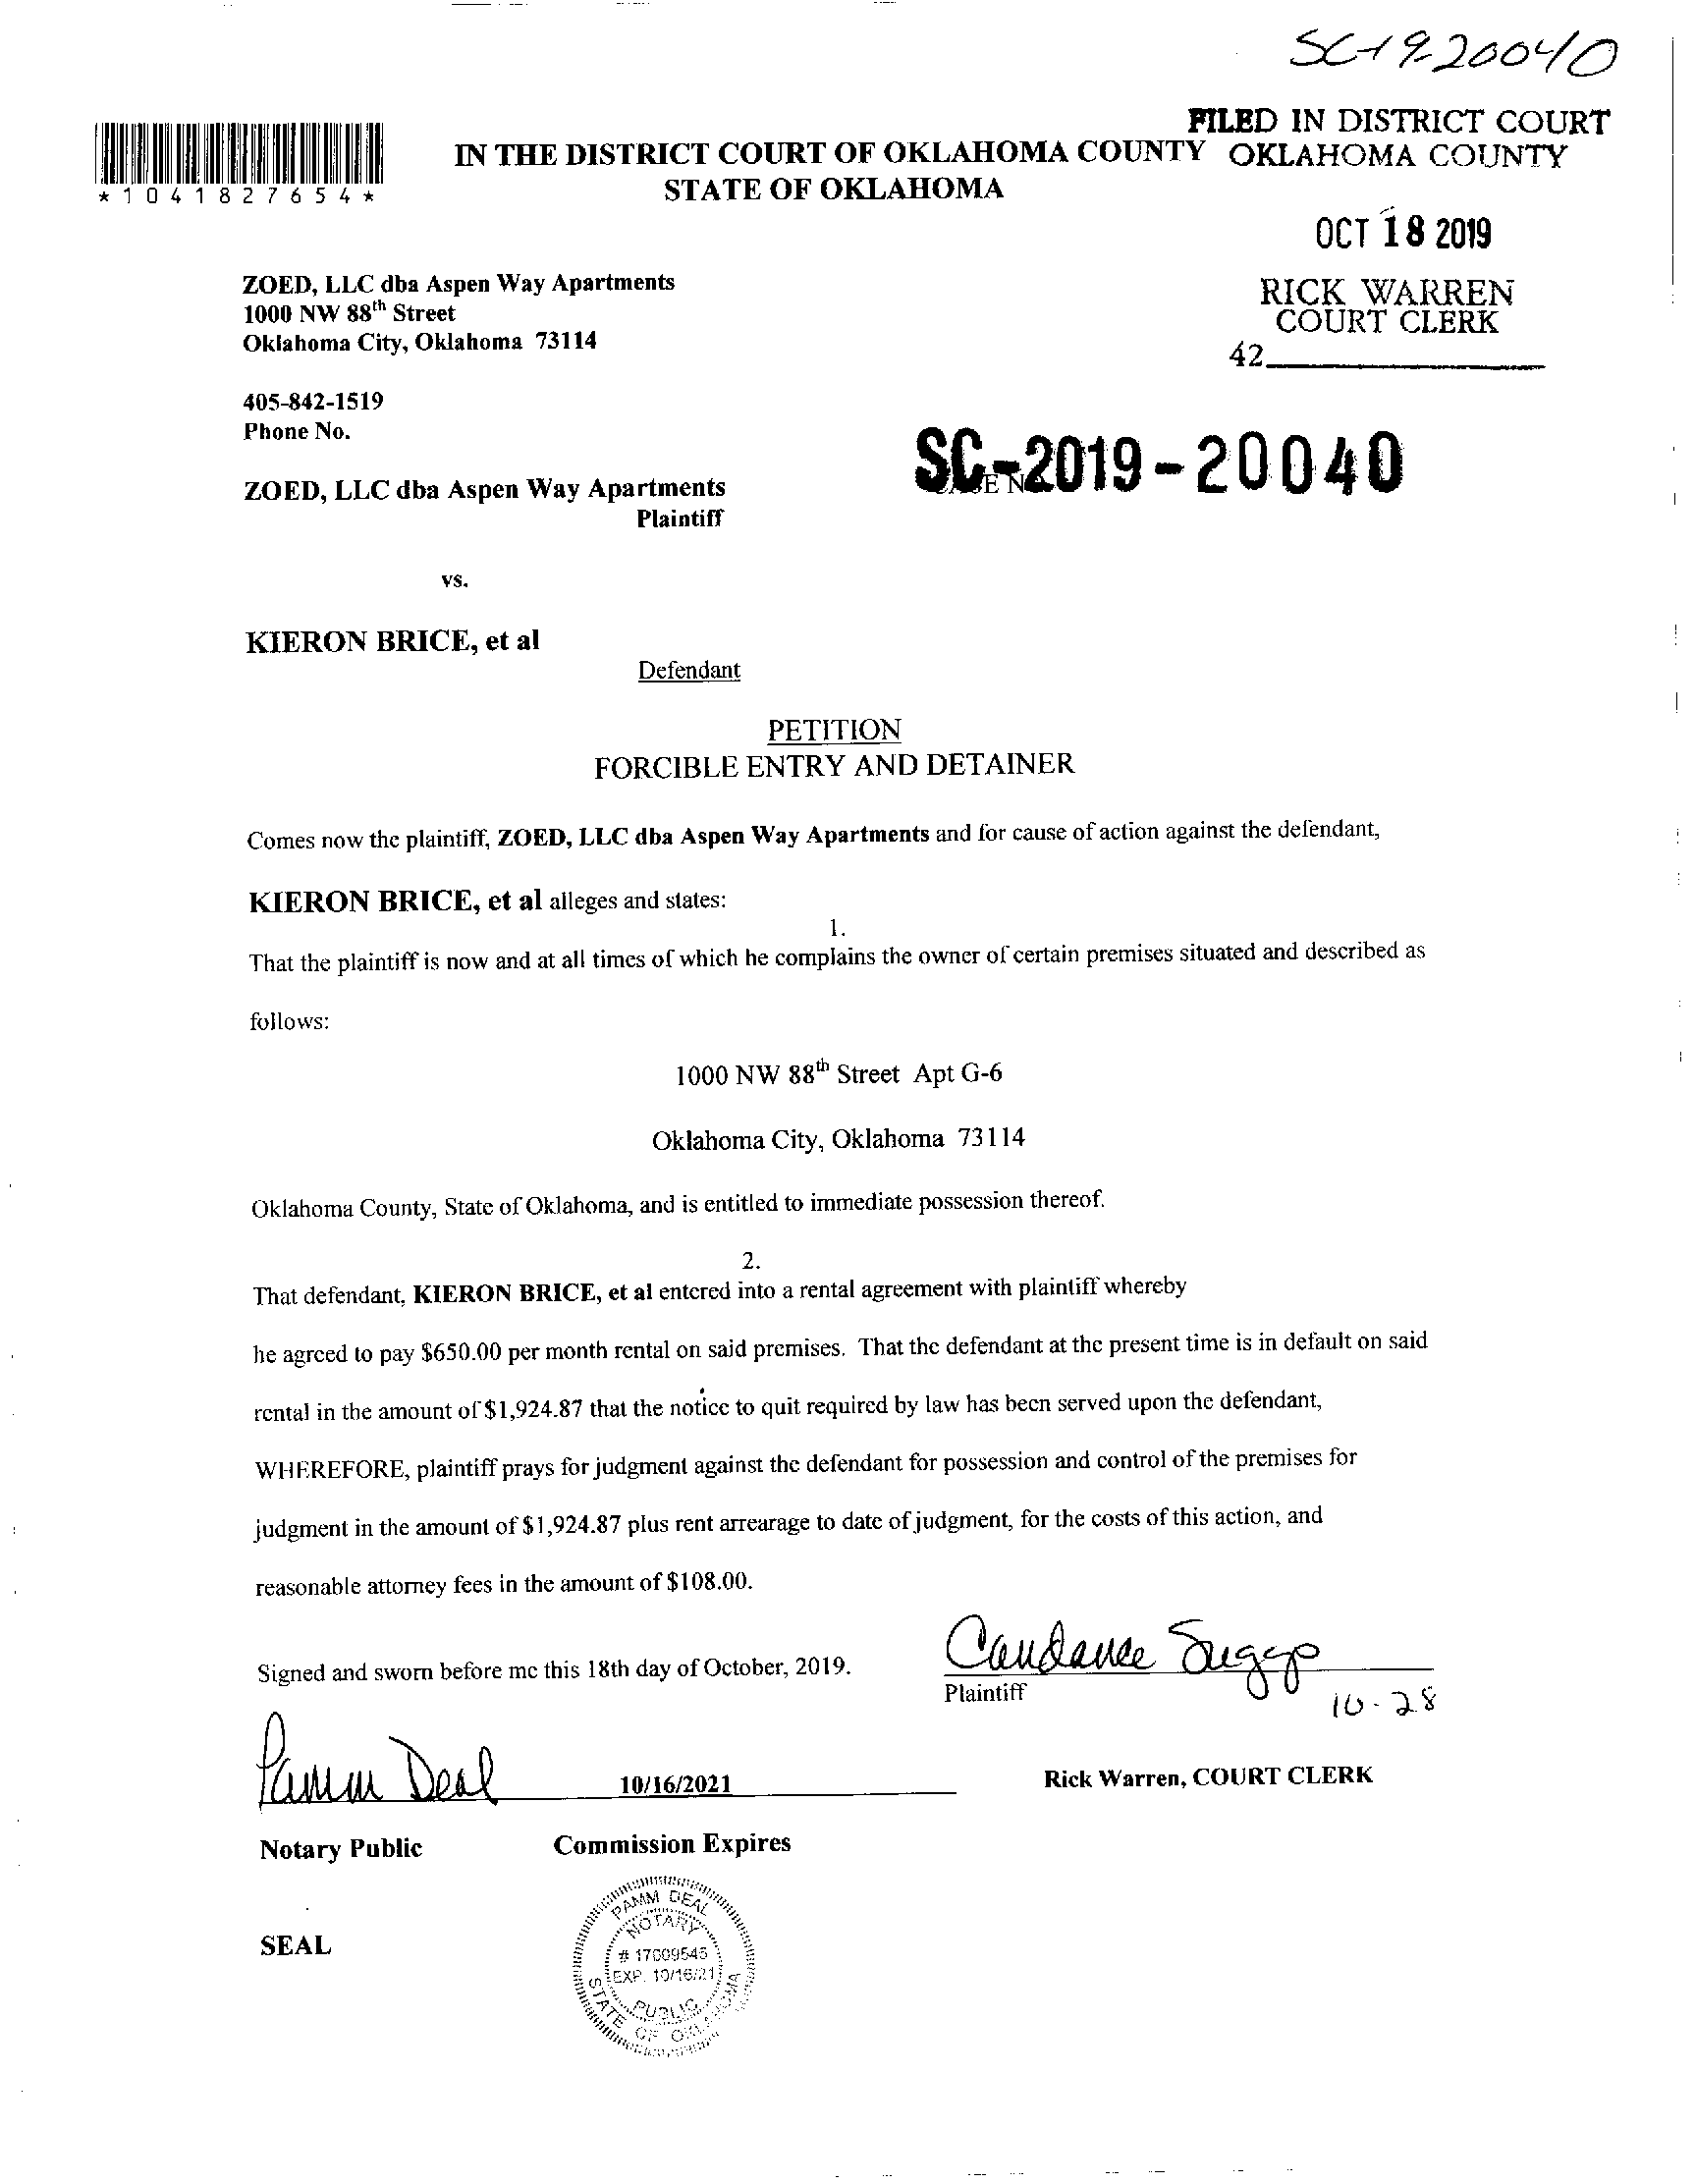 SC-19-20040
FILED IN DISTRICT COURT
IN THE DISTRICT COURT OF OKLAHOMA COUNTY OKLAHOMA COUNTY
*1041827654*
STATE OF OKLAHOMA
OCT 18 2019
ZOED, LLC dba Aspen Way Apartments
1000 NW 88th Street
Oklahoma City, Oklahoma 73114
RICK WARREN
COURT CLERK
42
405-842-1519
Phone No.
SC-2019-20040
ZOED, LLC dba Aspen Way Apartments
Plaintiff
vs.
KIERON BRICE, et al
Defendant
PETITION
FORCIBLE ENTRY AND DETAINER
Comes now the plaintiff, ZOED, LLC dba Aspen Way Apartments and for cause of action against the defendant,
KIERON BRICE, et al alleges and states:
1.
That the plaintiff is now and at all times of which he complains the owner of certain premises situated and described as
follows:
1000 NW 88th Street Apt G-6
Oklahoma City, Oklahoma 73114
Oklahoma County, State of Oklahoma, and is entitled to immediate possession thereof.
2.
That defendant, KIERON BRICE, et al entered into a rental agreement with plaintiff whereby
he agreed to pay $650.00 per month rental on said premises. That the defendant at the present time is in default on said
rental in the amount of $1,924.87 that the notice to quit required by law has been served upon the defendant,
WHEREFORE, plaintiff prays for judgment against the defendant for possession and control of the premises for
judgment in the amount of $1,924.87 plus rent arrearage to date of judgment, for the costs of this action, and
reasonable attorney fees in the amount of $108.00.
Candance Suggs
Signed and sworn before me this 18th day of October, 2019.
Plaintiff
10-28
Pamm Deal
10/16/2021
Rick Warren, COURT CLERK
Notary Public Commission Expires
SEAL
PAMM DEAL
NOTARY
# 17009545
EXP. 10/16/21
PUBLIC
STATE OF OKLAHOMA